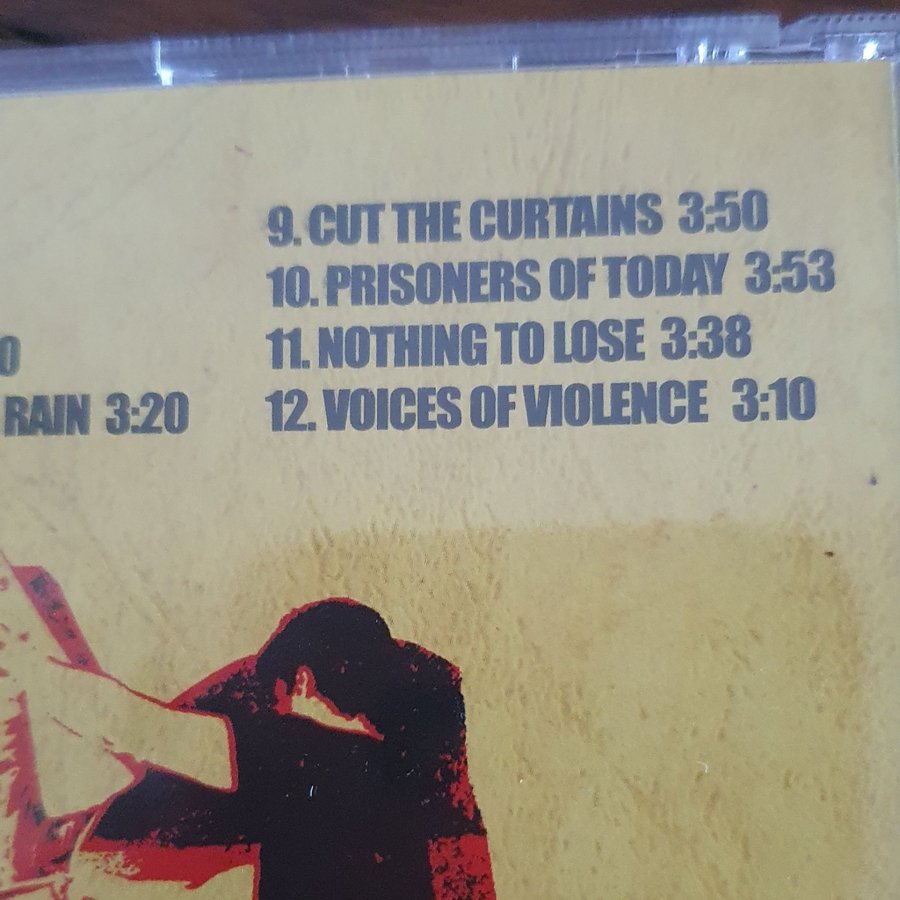 RAIN 3:20
9. CUT THE CURTAINS 3:50
10. PRISONERS OF TODAY 3:53
11. NOTHING TO LOSE 3:38
12. VOICES OF VIOLENCE 3:10